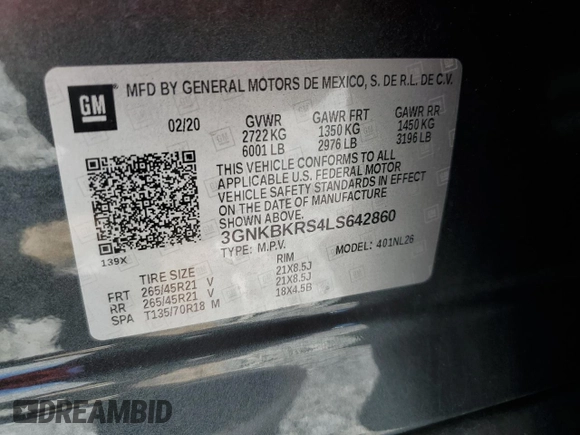 GM
MFD BY GENERAL MOTORS DE MEXICO, S. DE R.L. DE C.V.
02/20 GVWR GAWR FRT GAWR RR
2722 KG 1350 KG 1450 KG
6001 LB 2976 LB 3196 LB
THIS VEHICLE CONFORMS TO ALL
APPLICABLE U.S. FEDERAL MOTOR
VEHICLE SAFETY STANDARDS IN EFFECT
ON THE DATE OF MANUFACTURE
SHOWN ABOVE.
3GNKBKRS4LS642860
TYPE: M.P.V. MODEL: 401NL26
139X
TIRE SIZE RIM
FRT 265/45R21 V 21X8.5J
RR 265/45R21 V 21X8.5J
SPA T135/70R18 M 18X4.5B
DREAMBID